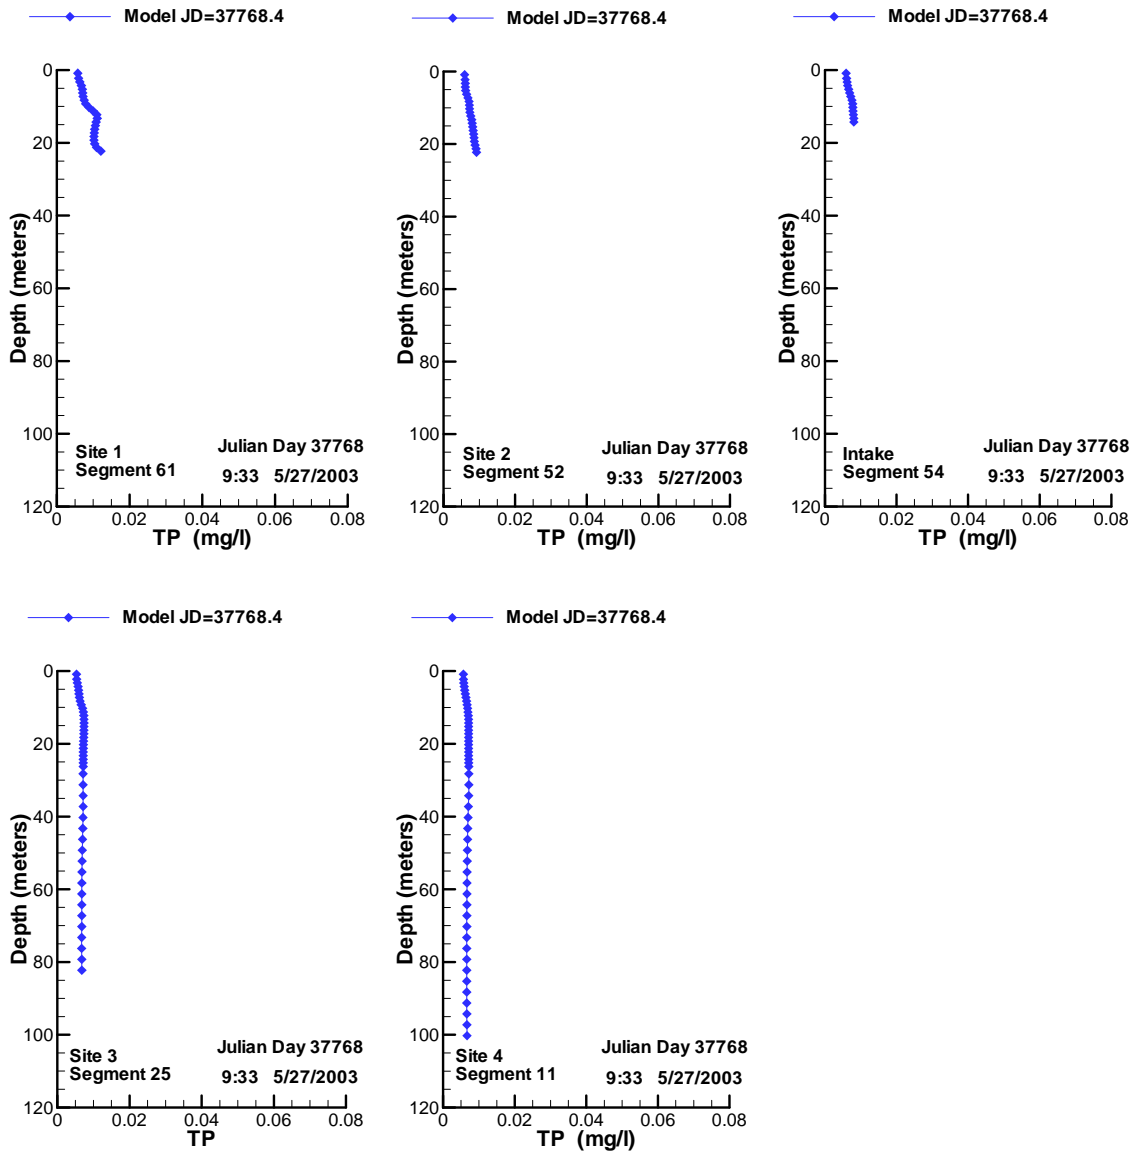 Model JD=37768.4
0
20
40
60
80
100
120
Depth (meters)
Site 1
Segment 61
Julian Day 37768
9:33 5/27/2003
0 0.02 0.04 0.06 0.08
TP (mg/l)
Model JD=37768.4
0
20
40
60
80
100
120
Depth (meters)
Site 2
Segment 52
Julian Day 37768
9:33 5/27/2003
0 0.02 0.04 0.06 0.08
TP (mg/l)
Model JD=37768.4
0
20
40
60
80
100
120
Depth (meters)
Intake
Segment 54
Julian Day 37768
9:33 5/27/2003
0 0.02 0.04 0.06 0.08
TP (mg/l)
Model JD=37768.4
0
20
40
60
80
100
120
Depth (meters)
Site 3
Segment 25
Julian Day 37768
9:33 5/27/2003
0 0.02 0.04 0.06 0.08
TP
Model JD=37768.4
0
20
40
60
80
100
120
Depth (meters)
Site 4
Segment 11
Julian Day 37768
9:33 5/27/2003
0 0.02 0.04 0.06 0.08
TP (mg/l)